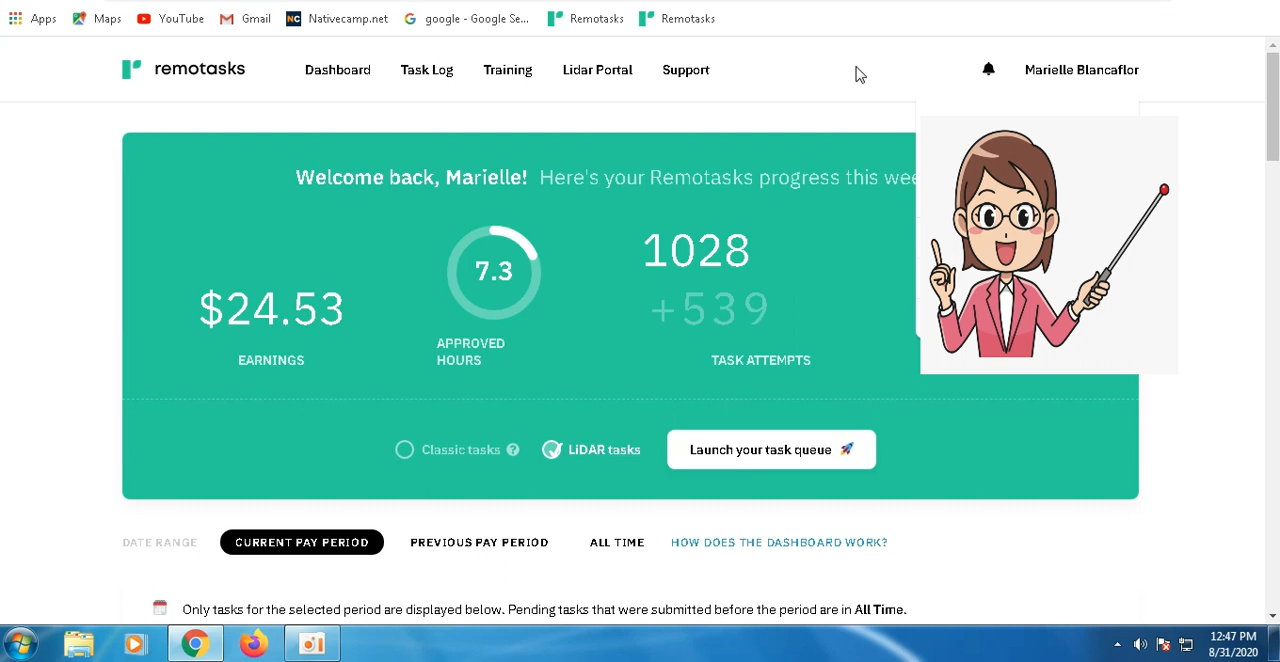 Apps Maps YouTube Gmail Nativecamp.net google - Google Se... Remotasks Remotasks
remotasks Dashboard Task Log Training Lidar Portal Support Marielle Blancaflor
Welcome back, Marielle! Here's your Remotasks progress this wee
$24.53
EARNINGS
7.3
APPROVED
HOURS
1028
+539
TASK ATTEMPTS
Classic tasks ? LiDAR tasks Launch your task queue
DATE RANGE CURRENT PAY PERIOD PREVIOUS PAY PERIOD ALL TIME HOW DOES THE DASHBOARD WORK?
Only tasks for the selected period are displayed below. Pending tasks that were submitted before the period are in All Time.
12:47 PM
8/31/2020